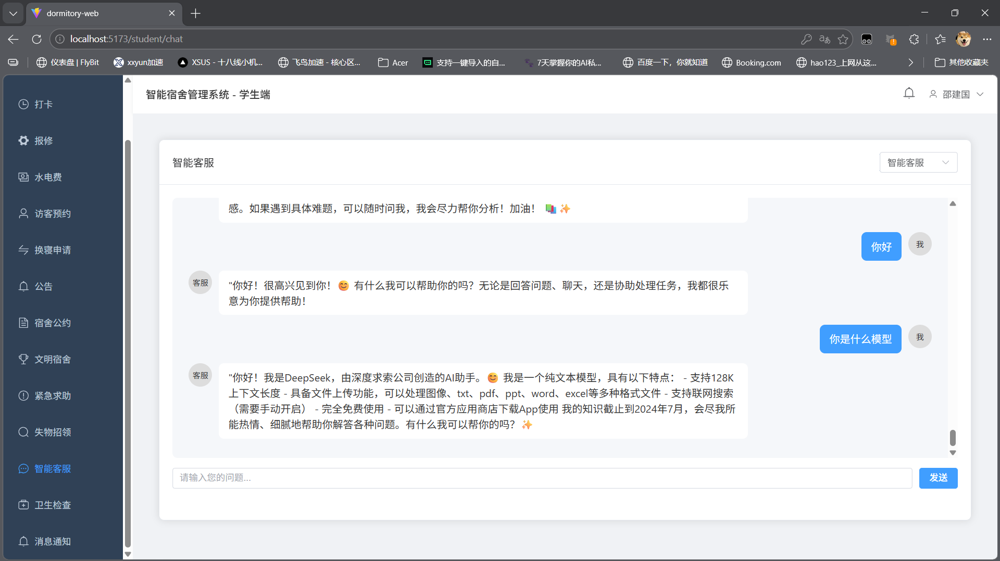 dormitory-web
localhost:5173/student/chat
仪表盘 | FlyBit
xxyun加速
XSUS - 十八线小机...
飞鸟加速 - 核心区...
Acer
支持一键导入的自...
7天掌握你的AI私...
百度一下，你就知道
Booking.com
hao123_上网从这...
其他收藏夹
智能宿舍管理系统 - 学生端
邵建国
打卡
报修
水电费
访客预约
换寝申请
公告
宿舍公约
文明宿舍
紧急求助
失物招领
智能客服
卫生检查
消息通知
智能客服
智能客服
感。如果遇到具体难题，可以随时问我，我会尽力帮你分析！加油！ 📚✨
你好
我
客服
"你好！很高兴见到你！😊 有什么我可以帮助你的吗？无论是回答问题、聊天，还是协助处理任务，我都很乐
意为你提供帮助！
你是什么模型
我
客服
"你好！我是DeepSeek，由深度求索公司创造的AI助手。😊 我是一个纯文本模型，具有以下特点： - 支持128K
上下文长度 - 具备文件上传功能，可以处理图像、txt、pdf、ppt、word、excel等多种格式文件 - 支持联网搜索
（需要手动开启） - 完全免费使用 - 可以通过官方应用商店下载App使用 我的知识截止到2024年7月，会尽我所
能热情、细腻地帮助你解答各种问题。有什么我可以帮你的吗？✨
请输入您的问题...
发送